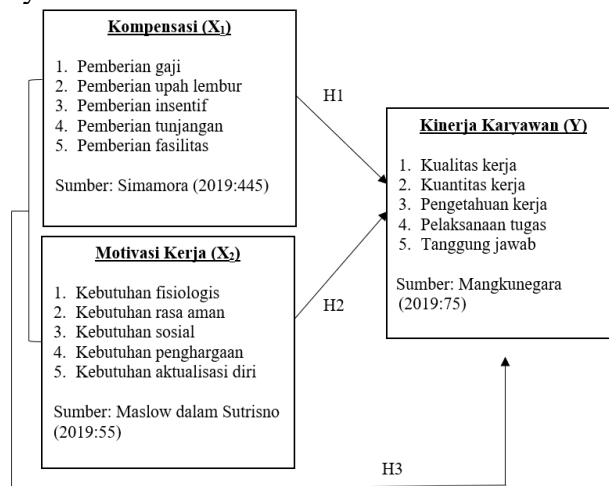 Kompensasi (X₁)
1. Pemberian gaji
2. Pemberian upah lembur
3. Pemberian insentif
4. Pemberian tunjangan
5. Pemberian fasilitas
Sumber: Simamora (2019:445)
H1
Kinerja Karyawan (Y)
1. Kualitas kerja
2. Kuantitas kerja
3. Pengetahuan kerja
4. Pelaksanaan tugas
5. Tanggung jawab
Sumber: Mangkunegara
(2019:75)
Motivasi Kerja (X₂)
1. Kebutuhan fisiologis
2. Kebutuhan rasa aman
3. Kebutuhan sosial
4. Kebutuhan penghargaan
5. Kebutuhan aktualisasi diri
Sumber: Maslow dalam Sutrisno
(2019:55)
H2
H3